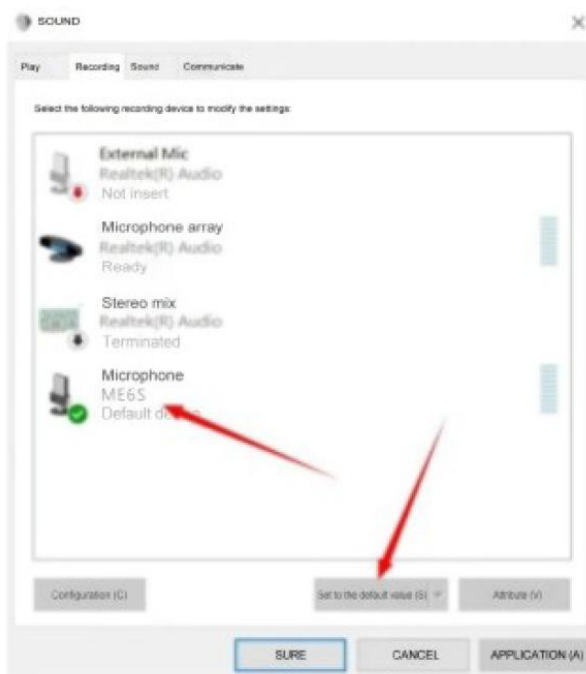 SOUND
Play Recording Sound Communicate
Select the following recording device to modify the settings:
External Mic
Realtek(R) Audio
Not insert
Microphone array
Realtek(R) Audio
Ready
Stereo mix
Realtek(R) Audio
Terminated
Microphone
ME6S
Default
Configuration (C) Set to the default value (S) Attribute (V)
SURE CANCEL APPLICATION (A)